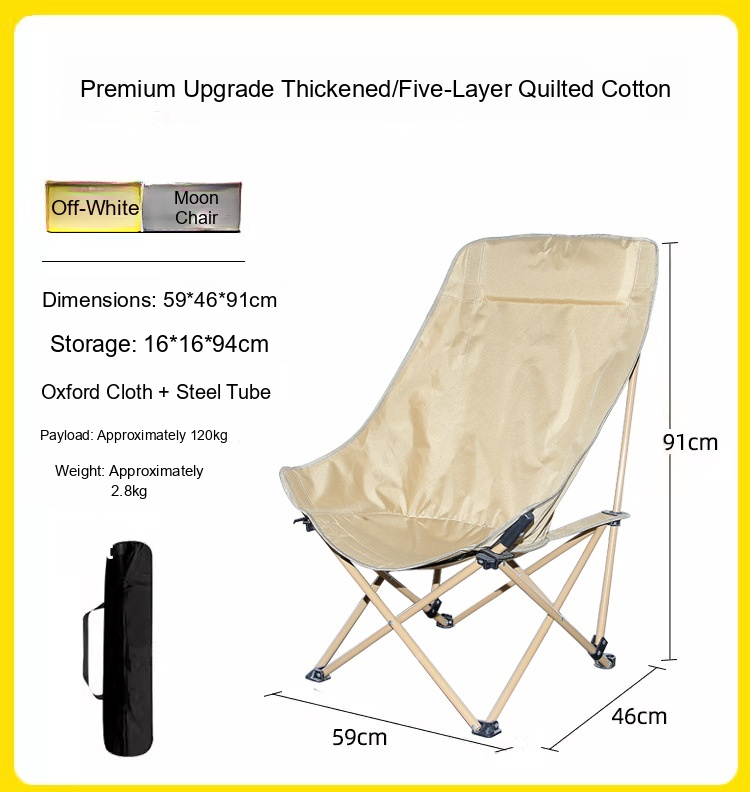 Premium Upgrade Thickened/Five-Layer Quilted Cotton
Off-White
Moon
Chair
Dimensions: 59*46*91cm
Storage: 16*16*94cm
Oxford Cloth + Steel Tube
Payload: Approximately 120kg
Weight: Approximately
2.8kg
91cm
46cm
59cm